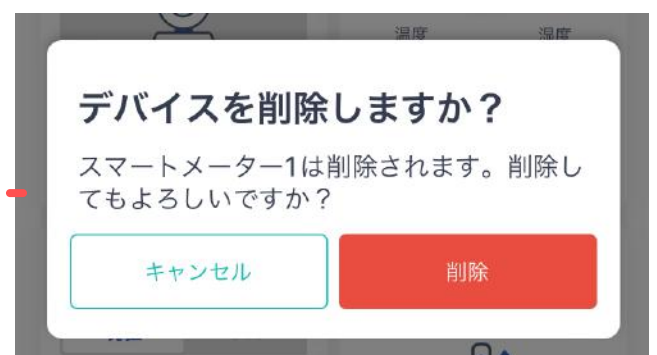 温度 湿度
デバイスを削除しますか？
スマートメーター1は削除されます。削除し
てもよろしいですか？
キャンセル 削除